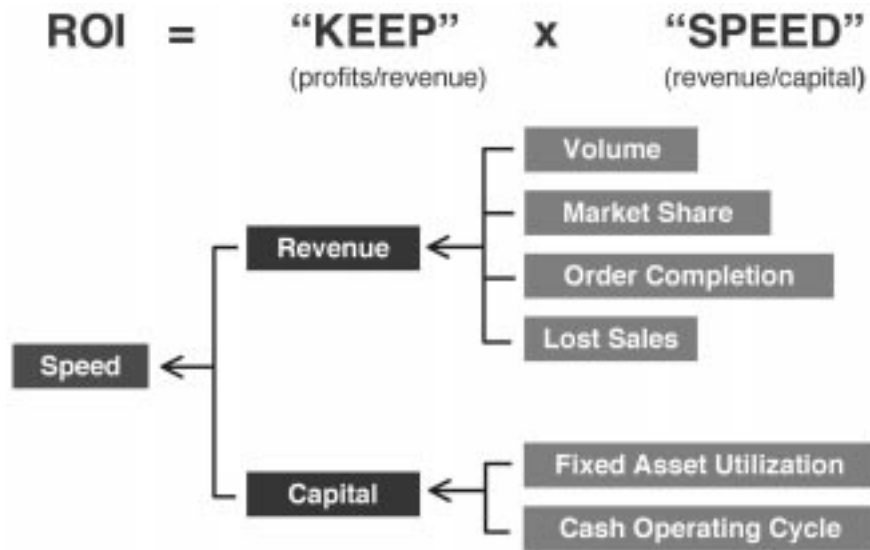 ROI = “KEEP” x “SPEED”
(profits/revenue) (revenue/capital)
Volume
Market Share
Revenue
Order Completion
Lost Sales
Speed
Fixed Asset Utilization
Capital
Cash Operating Cycle